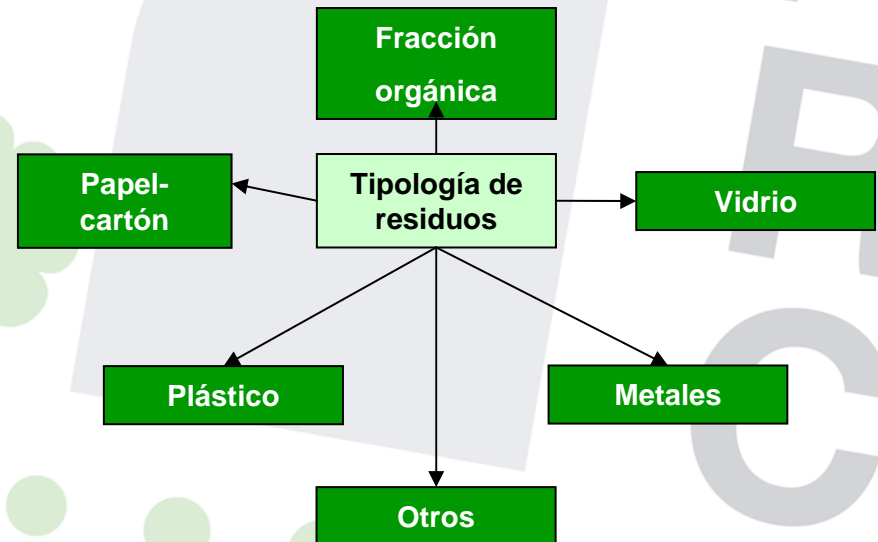 Fracción
orgánica
Papel-
cartón
Tipología de
residuos
Vidrio
Plástico
Metales
Otros
R
C